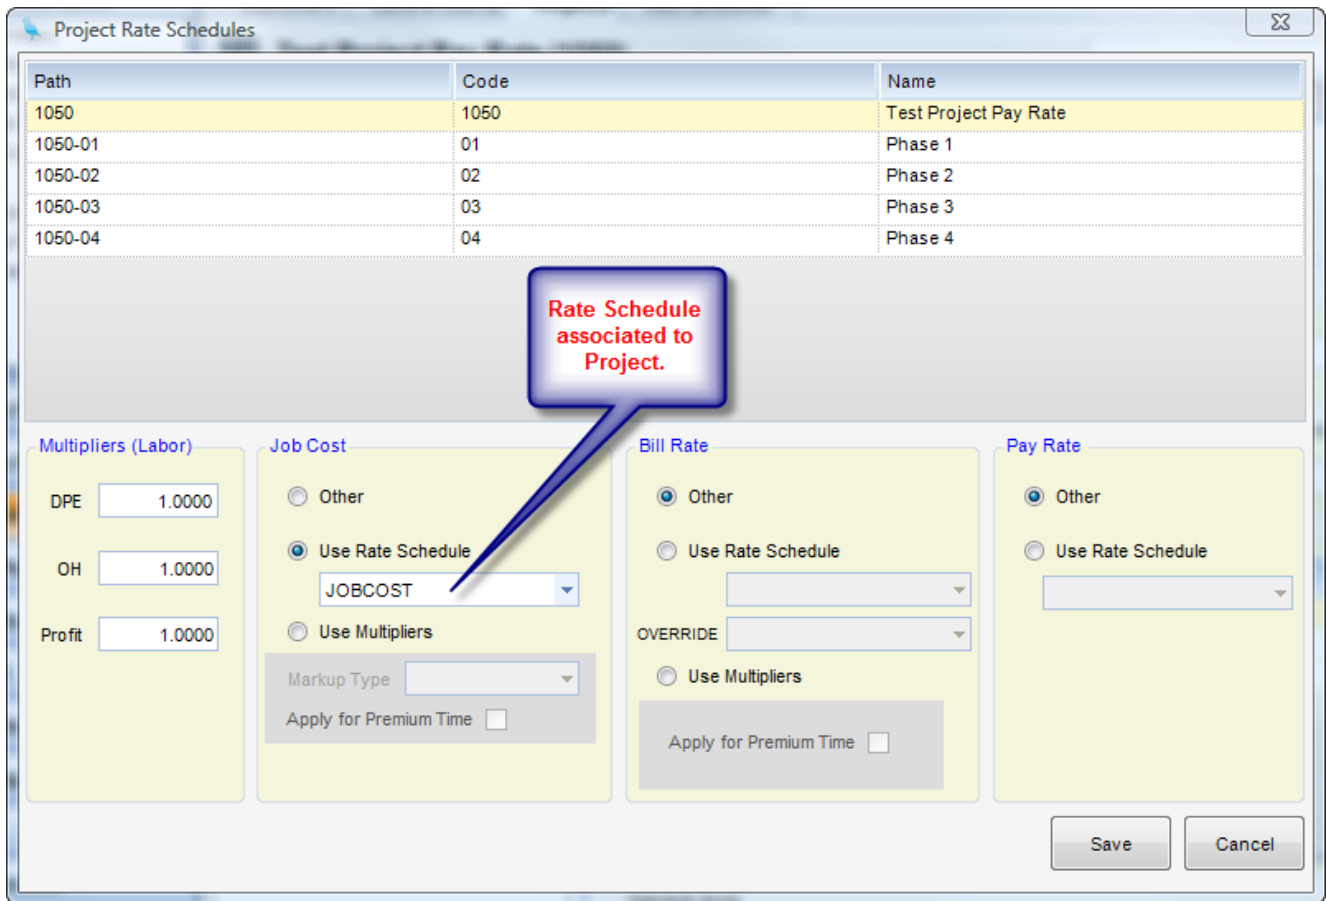 Project Rate Schedules
Path Code Name
1050 1050 Test Project Pay Rate
1050-01 01 Phase 1
1050-02 02 Phase 2
1050-03 03 Phase 3
1050-04 04 Phase 4
Rate Schedule
associated to
Project.
Multipliers (Labor)
DPE 1.0000
OH 1.0000
Profit 1.0000
Job Cost
Other
Use Rate Schedule
JOBCOST
Use Multipliers
Markup Type
Apply for Premium Time
Bill Rate
Other
Use Rate Schedule
OVERRIDE
Use Multipliers
Apply for Premium Time
Pay Rate
Other
Use Rate Schedule
Save Cancel